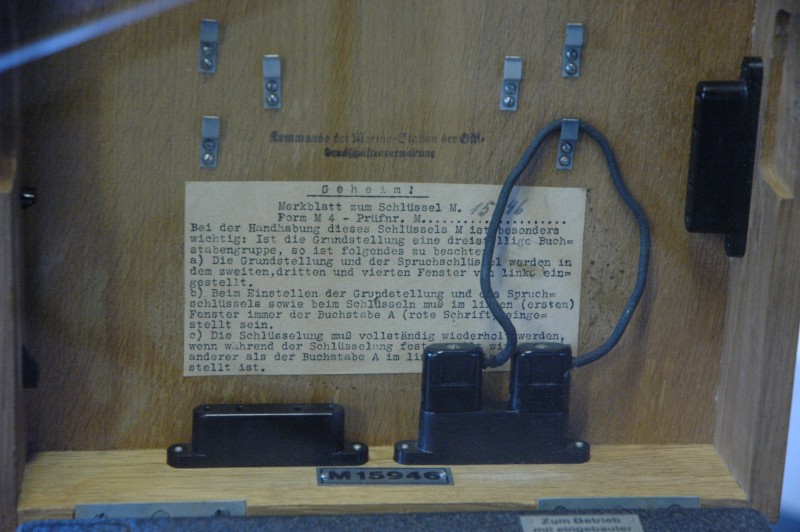 Kommando der Marine-Station der Ost-
Geheim!
Merkblatt zum Schlüssel M. 15946
Form M 4 - Prüfnr. M..................
Bei der Handhabung dieses Schlüssels M ist besonders
wichtig: Ist die Grundstellung eine dreistellige Buch=
stabengruppe, so ist folgendes zu beachten
a) Die Grundstellung und der Spruchschlüssel werden in
dem zweiten,dritten und vierten Fenster von links ein=
gestellt.
b) Beim Einstellen der Grundstellung und des Spruch=
schlüssels sowie beim Schlüsseln muß im linken (ersten)
Fenster immer der Buchstabe A (rote Schrift) einge=
stellt sein.
c) Die Schlüsselung muß vollständig wiederholt werden,
wenn während der Schlüsselung fest
anderer als der Buchstabe A im lin
stellt ist.
M15946
Zum Betrieb
mit eingebauter